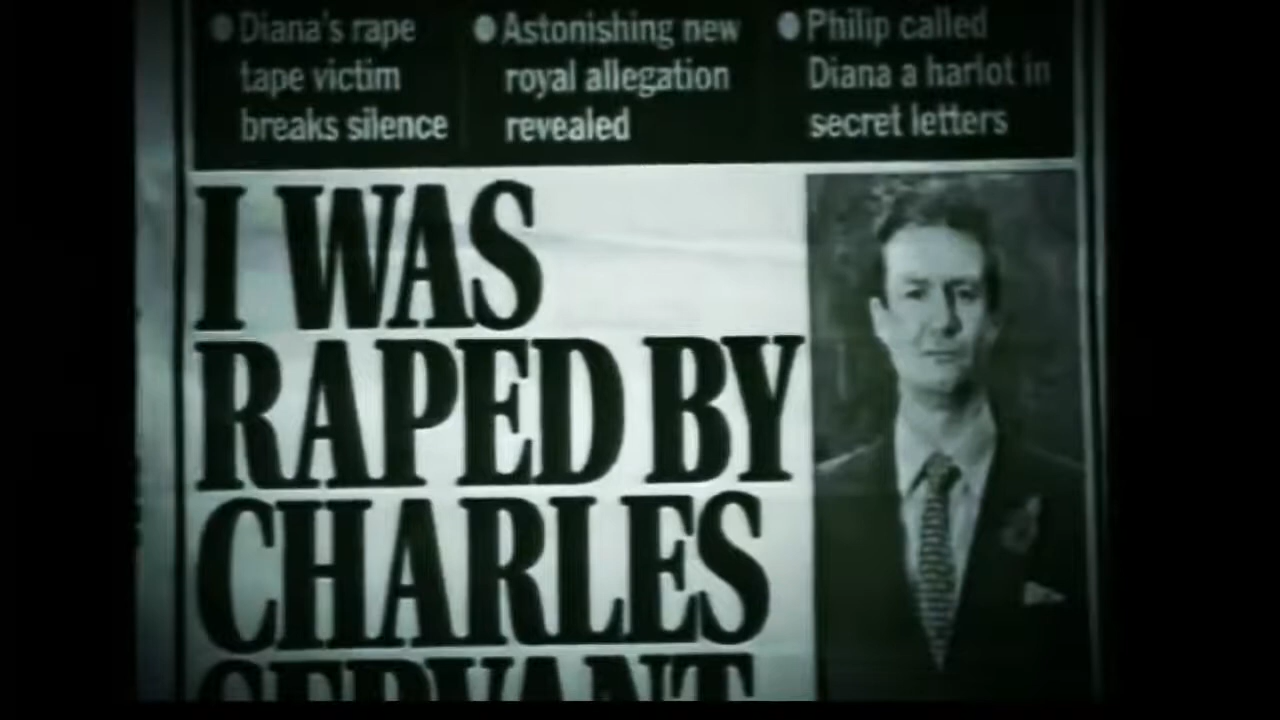 Diana's rape
tape victim
breaks silence
Astonishing new
royal allegation
revealed
Philip called
Diana a harlot in
secret letters
I WAS
RAPED BY
CHARLES
SERVANT